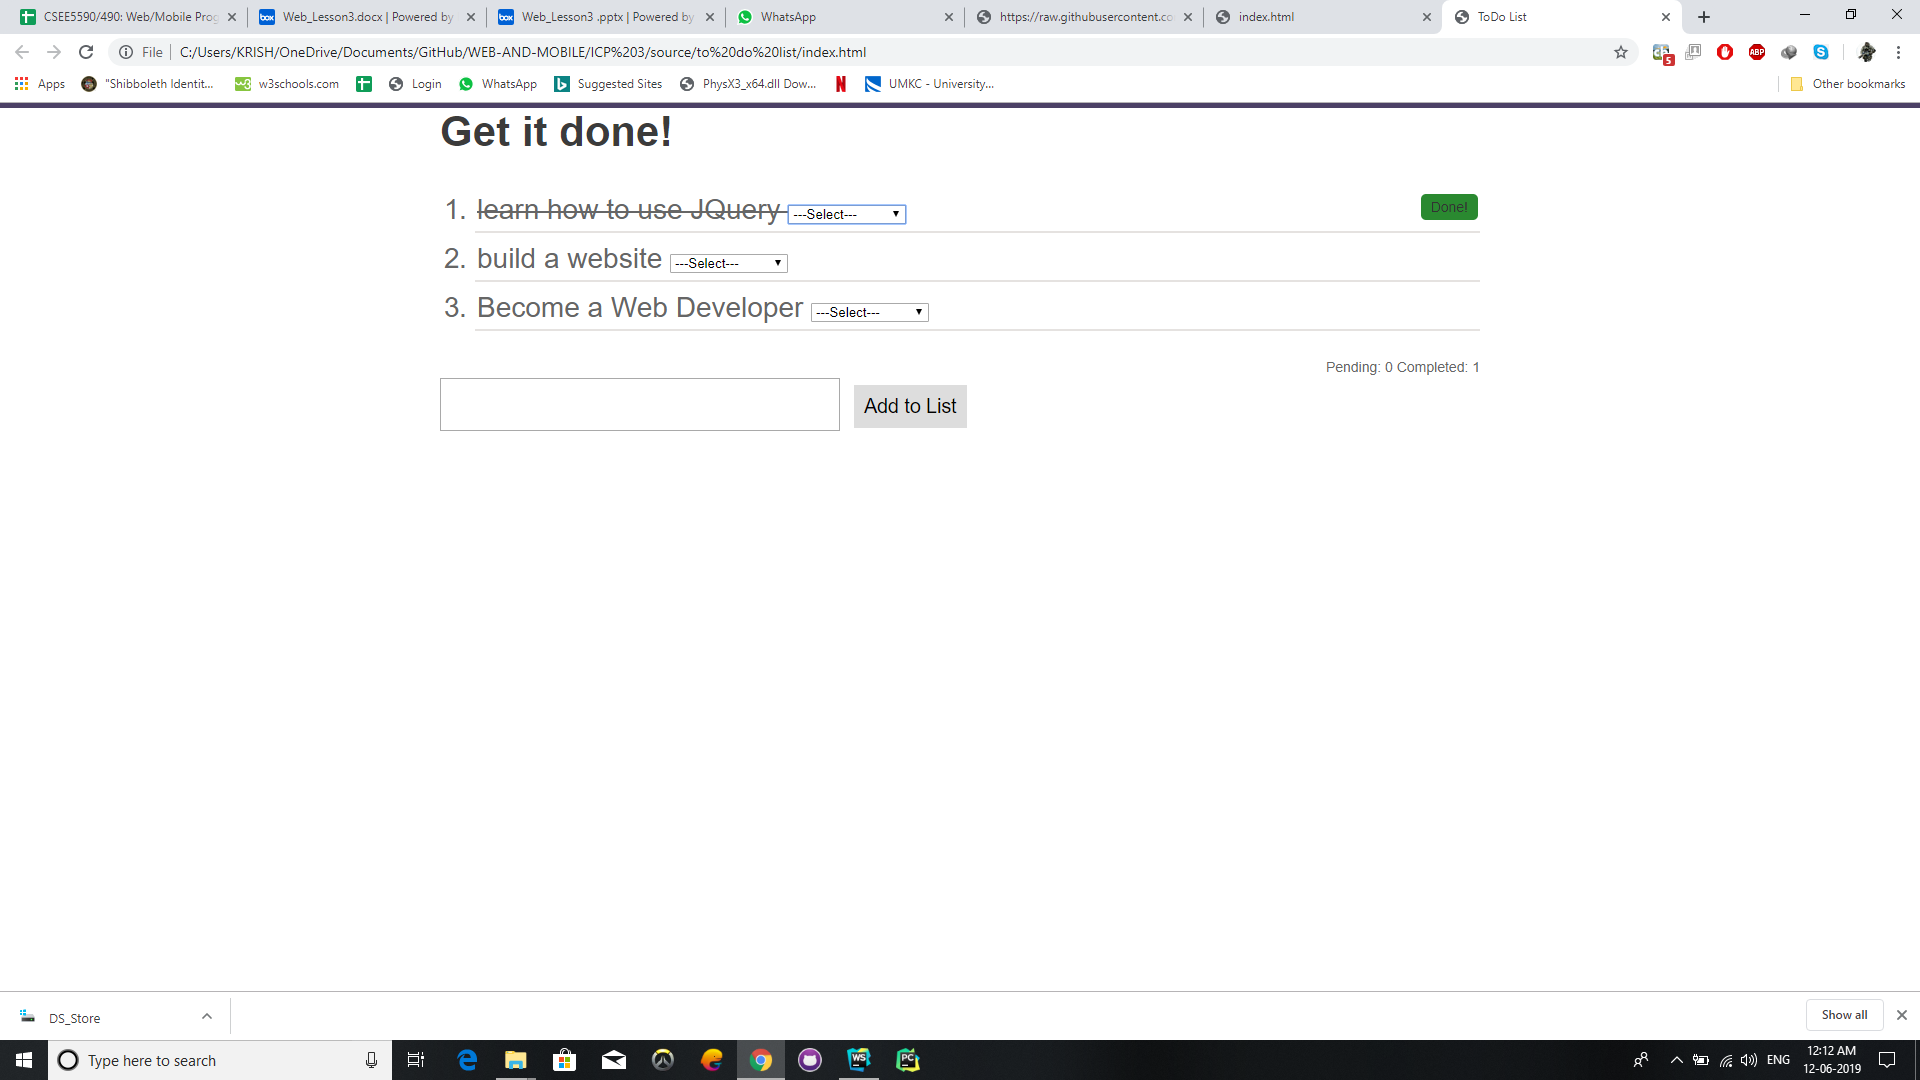 CSEE5590/490: Web/Mobile Prog
Web_Lesson3.docx | Powered by
Web_Lesson3 .pptx | Powered by
WhatsApp
https://raw.githubusercontent.co
index.html
ToDo List
File
C:/Users/KRISH/OneDrive/Documents/GitHub/WEB-AND-MOBILE/ICP%203/source/to%20do%20list/index.html
5
ABP
Apps
"Shibboleth Identit...
w3schools.com
Login
WhatsApp
Suggested Sites
PhysX3_x64.dll Dow...
UMKC - University...
Other bookmarks
Get it done!
1. learn how to use JQuery ---Select---
Done!
2. build a website ---Select---
3. Become a Web Developer ---Select---
Pending: 0 Completed: 1
Add to List
DS_Store
Show all
Type here to search
WS
PC
ENG
12:12 AM
12-06-2019